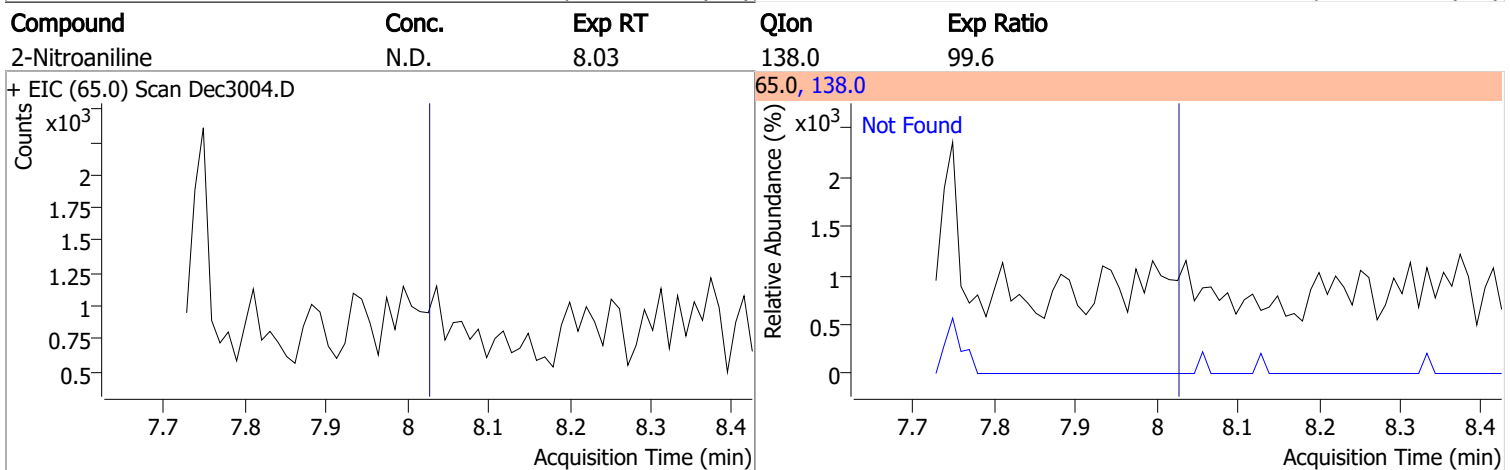 Compound Conc. Exp RT QIon Exp Ratio
2-Nitroaniline N.D. 8.03 138.0 99.6
+ EIC (65.0) Scan Dec3004.D
Counts
x10³
2
1.75
1.5
1.25
1
0.75
0.5
7.7 7.8 7.9 8 8.1 8.2 8.3 8.4
Acquisition Time (min)
65.0, 138.0
Relative Abundance (%)
x10³
Not Found
2
1.5
1
0.5
0
7.7 7.8 7.9 8 8.1 8.2 8.3 8.4
Acquisition Time (min)